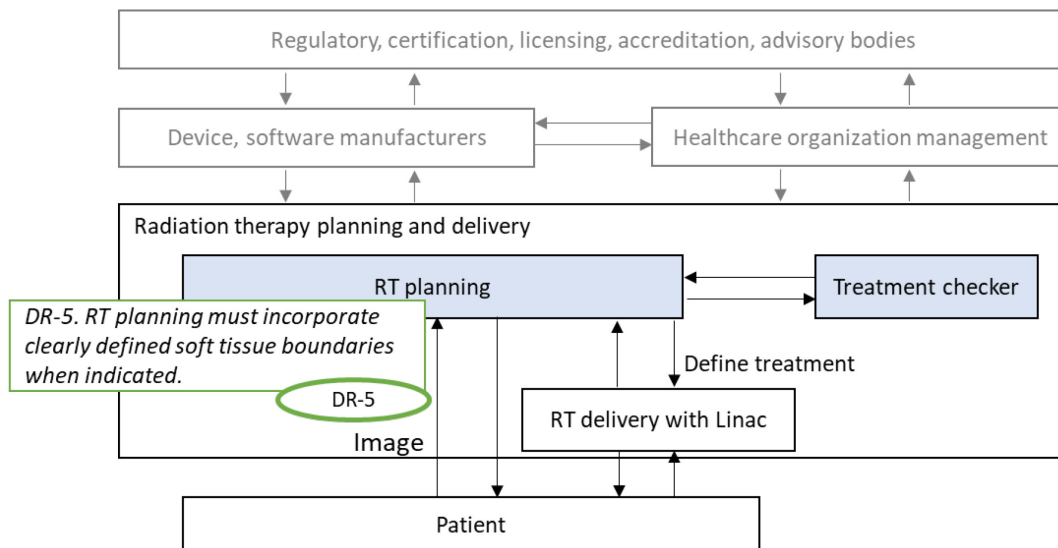 Regulatory, certification, licensing, accreditation, advisory bodies
Device, software manufacturers
Healthcare organization management
Radiation therapy planning and delivery
RT planning
Treatment checker
DR-5. RT planning must incorporate
clearly defined soft tissue boundaries
when indicated.
DR-5
Define treatment
RT delivery with Linac
Image
Patient